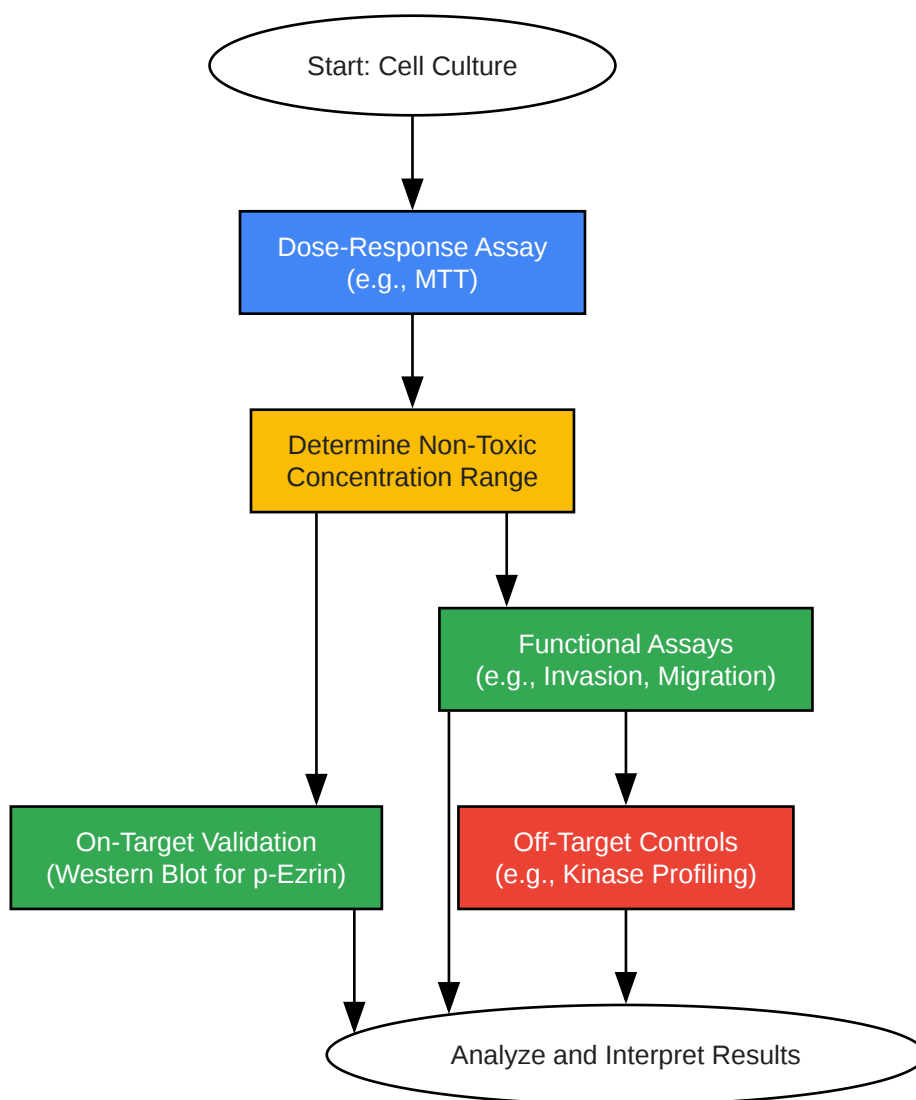 Start: Cell Culture
Dose-Response Assay
(e.g., MTT)
Determine Non-Toxic
Concentration Range
Functional Assays
(e.g., Invasion, Migration)
On-Target Validation
(Western Blot for p-Ezrin)
Off-Target Controls
(e.g., Kinase Profiling)
Analyze and Interpret Results